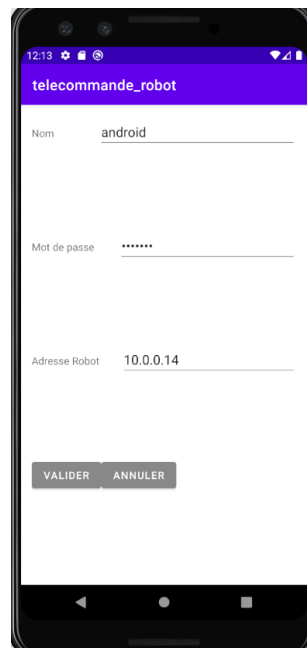 12:13
telecommande_robot
Nom android
Mot de passe •••••••
Adresse Robot 10.0.0.14
VALIDER ANNULER